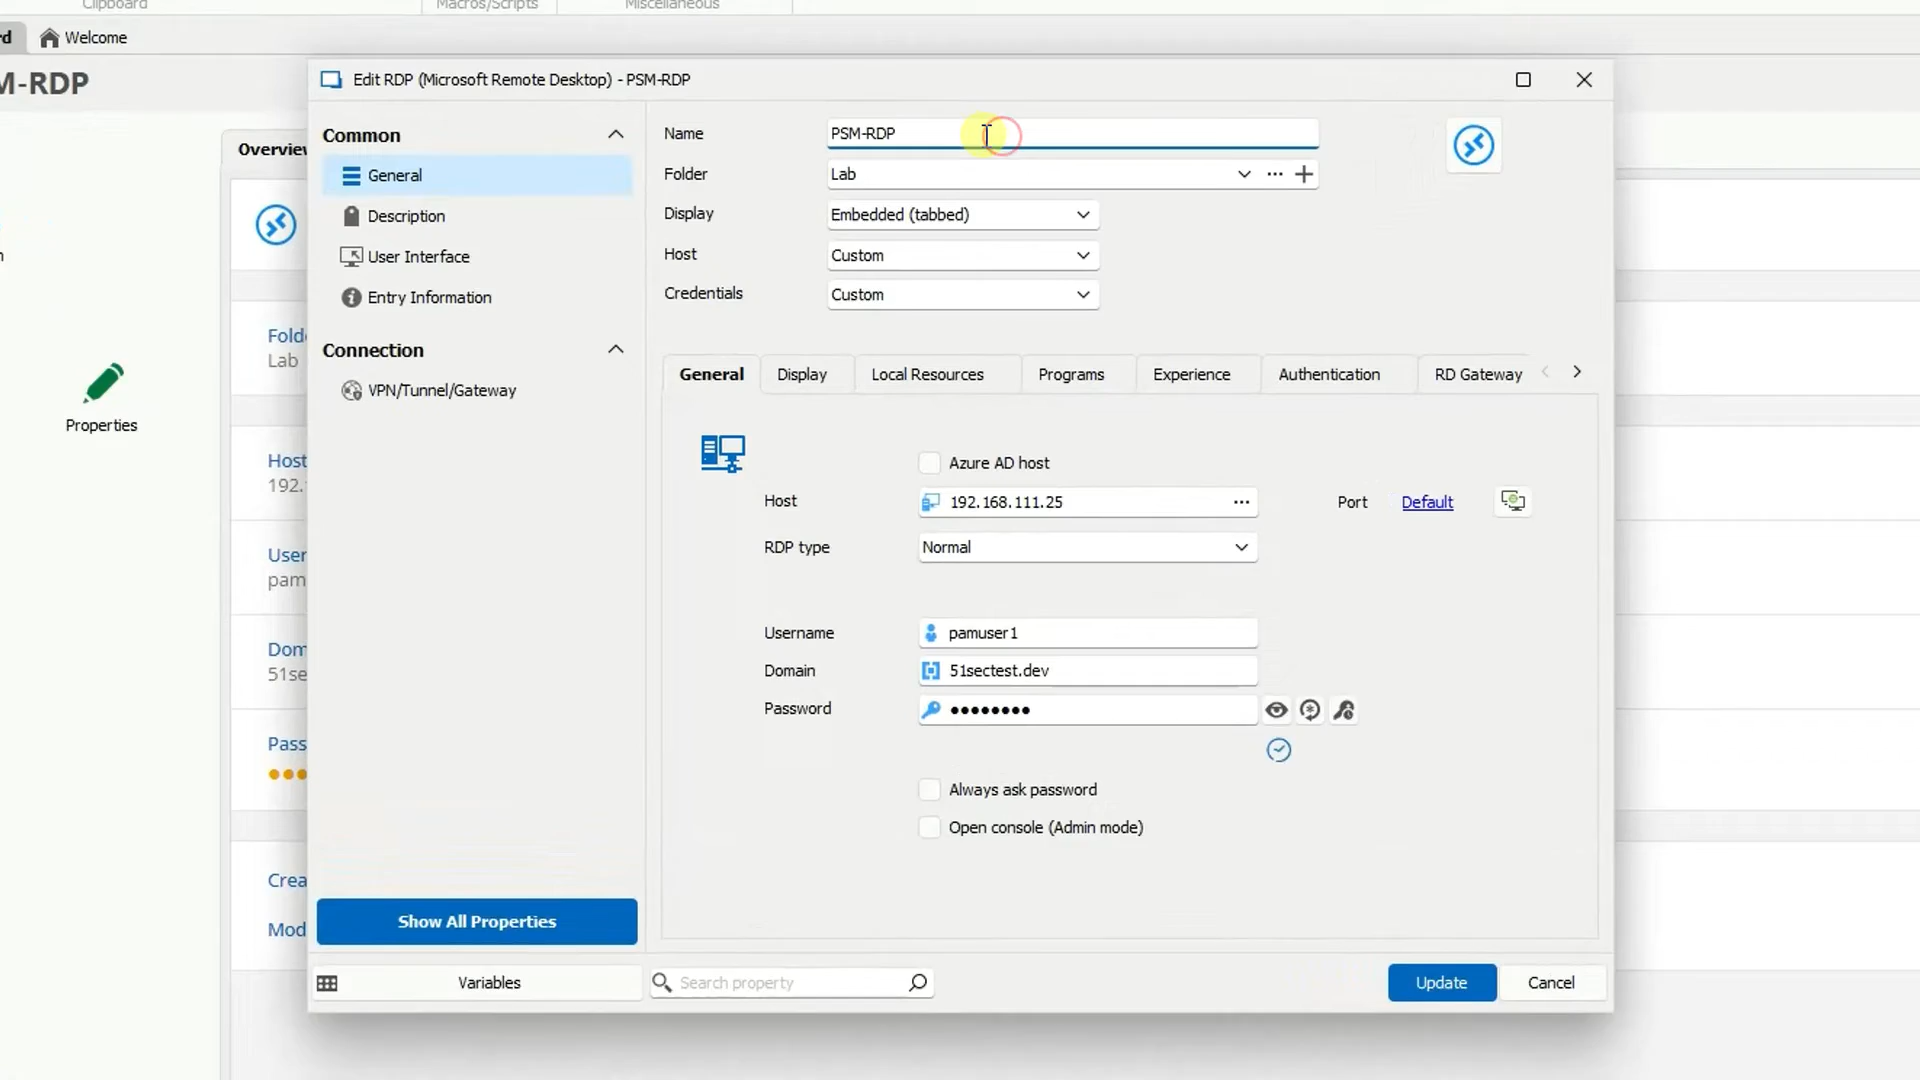 Clipboard
Macros/Scripts
Miscellaneous
rd
Welcome
M-RDP
Edit RDP (Microsoft Remote Desktop) - PSM-RDP
Common
General
Description
User Interface
Entry Information
Connection
VPN/Tunnel/Gateway
Show All Properties
Name
PSM-RDP
Folder
Lab
Display
Embedded (tabbed)
Host
Custom
Credentials
Custom
General
Display
Local Resources
Programs
Experience
Authentication
RD Gateway
Azure AD host
Host
192.168.111.25
Port
Default
RDP type
Normal
Username
pamuser1
Domain
51sectest.dev
Password
●●●●●●●●
Always ask password
Open console (Admin mode)
Variables
Search property
Update
Cancel
Overview
n
Properties
Folde
Lab
Host
192.
User
pam
Dom
51se
Pass
●●●
Crea
Mod